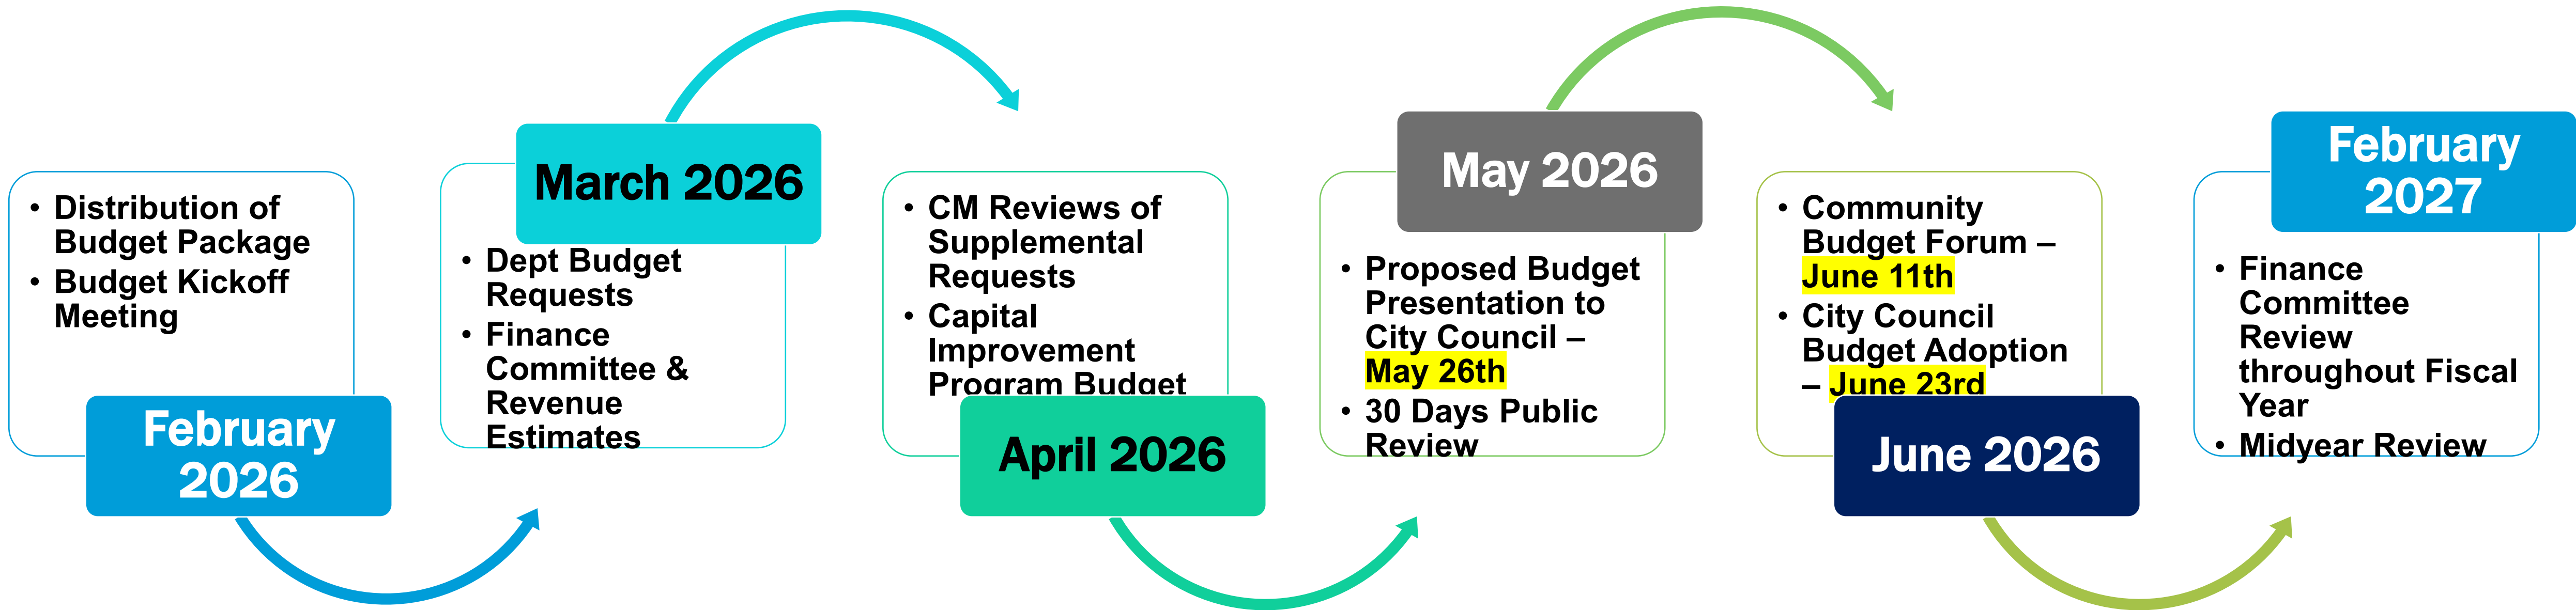 • Distribution of
Budget Package
• Budget Kickoff
Meeting
February
2026
March 2026
• Dept Budget
Requests
• Finance
Committee &
Revenue
Estimates
• CM Reviews of
Supplemental
Requests
• Capital
Improvement
Program Budget
April 2026
May 2026
• Proposed Budget
Presentation to
City Council –
May 26th
• 30 Days Public
Review
• Community
Budget Forum –
June 11th
• City Council
Budget Adoption
– June 23rd
June 2026
February
2027
• Finance
Committee
Review
throughout Fiscal
Year
• Midyear Review